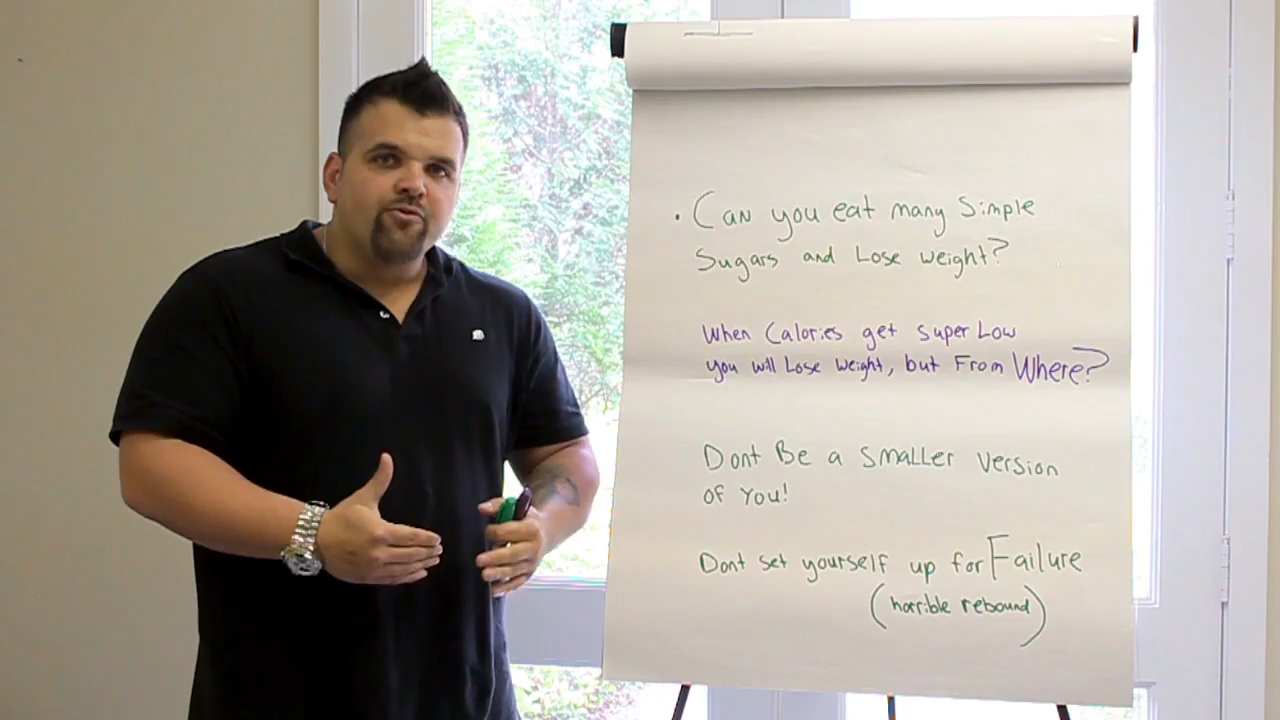 • Can you eat many Simple
Sugars and Lose weight?
When Calories get super Low
you will Lose weight, but From Where?
Dont Be a smaller version
of You!
Dont set yourself up for Failure
(horrible rebound)